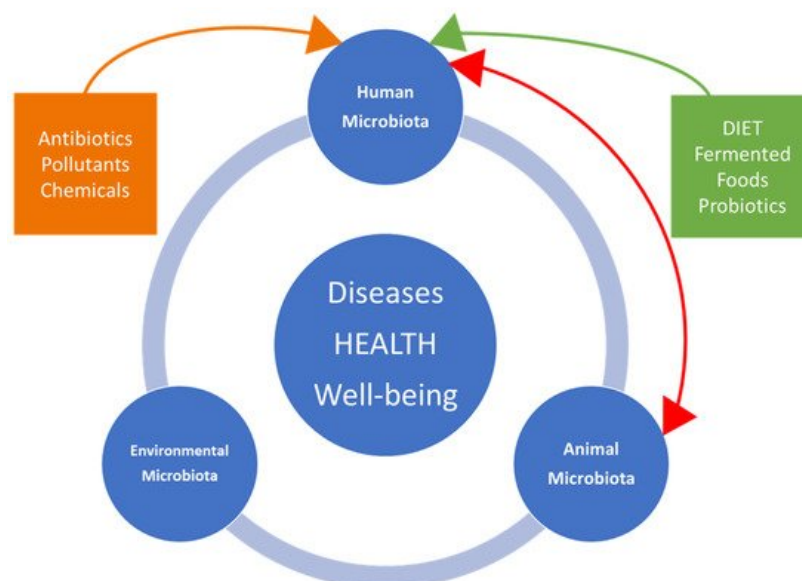 Human
Microbiota
Antibiotics
Pollutants
Chemicals
DIET
Fermented
Foods
Probiotics
Diseases
HEALTH
Well-being
Environmental
Microbiota
Animal
Microbiota